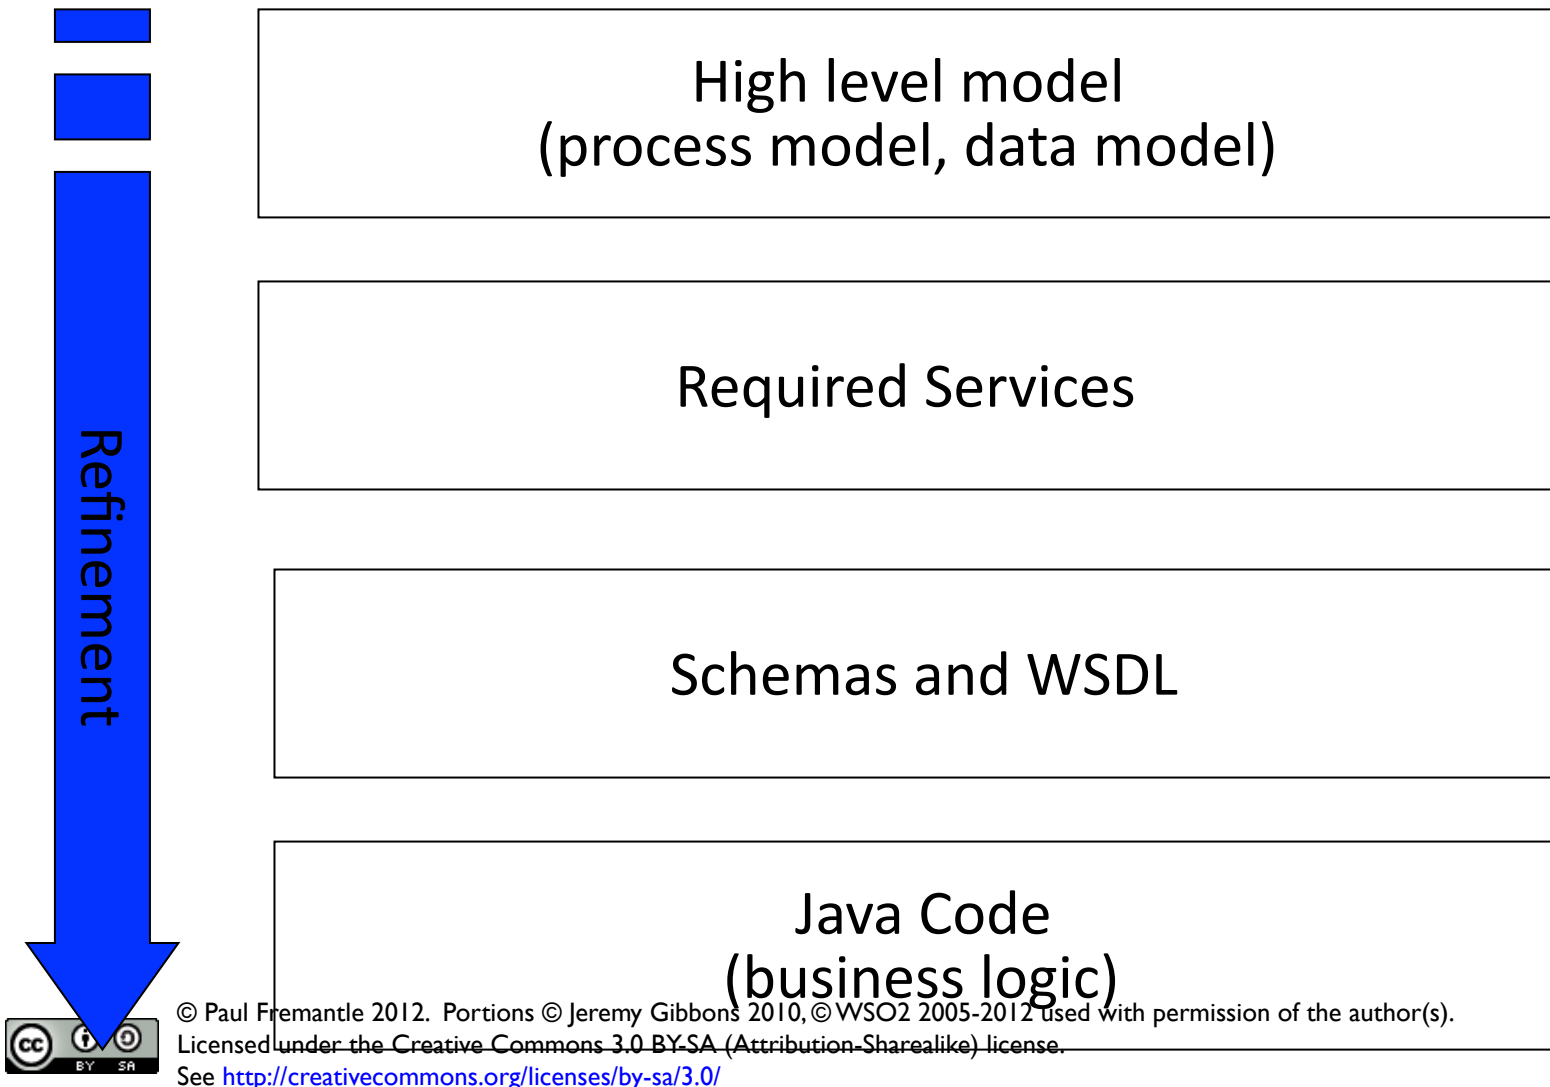 High level model
(process model, data model)
Required Services
Refinement
Schemas and WSDL
Java Code
(business logic)
© Paul Fremantle 2012. Portions © Jeremy Gibbons 2010, © WSO2 2005-2012 used with permission of the author(s).
Licensed under the Creative Commons 3.0 BY-SA (Attribution-Sharealike) license.
See http://creativecommons.org/licenses/by-sa/3.0/
cc
BY SA